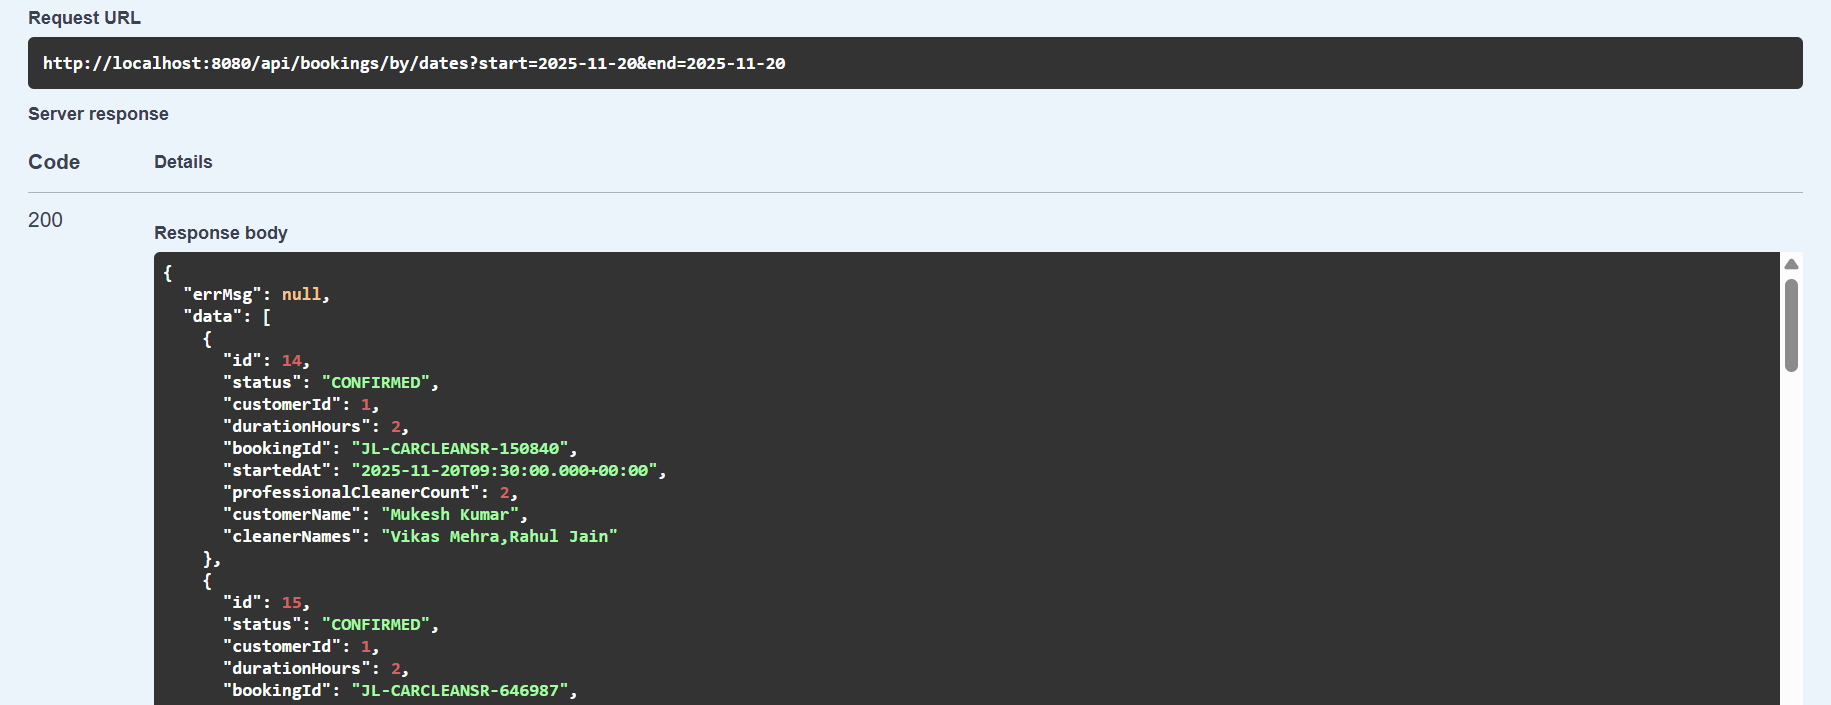 Request URL
http://localhost:8080/api/bookings/by/dates?start=2025-11-20&end=2025-11-20
Server response
Code Details
200
Response body
{
  "errMsg": null,
  "data": [
    {
      "id": 14,
      "status": "CONFIRMED",
      "customerId": 1,
      "durationHours": 2,
      "bookingId": "JL-CARCLEANSR-150840",
      "startedAt": "2025-11-20T09:30:00.000+00:00",
      "professionalCleanerCount": 2,
      "customerName": "Mukesh Kumar",
      "cleanerNames": "Vikas Mehra,Rahul Jain"
    },
    {
      "id": 15,
      "status": "CONFIRMED",
      "customerId": 1,
      "durationHours": 2,
      "bookingId": "JL-CARCLEANSR-646987",